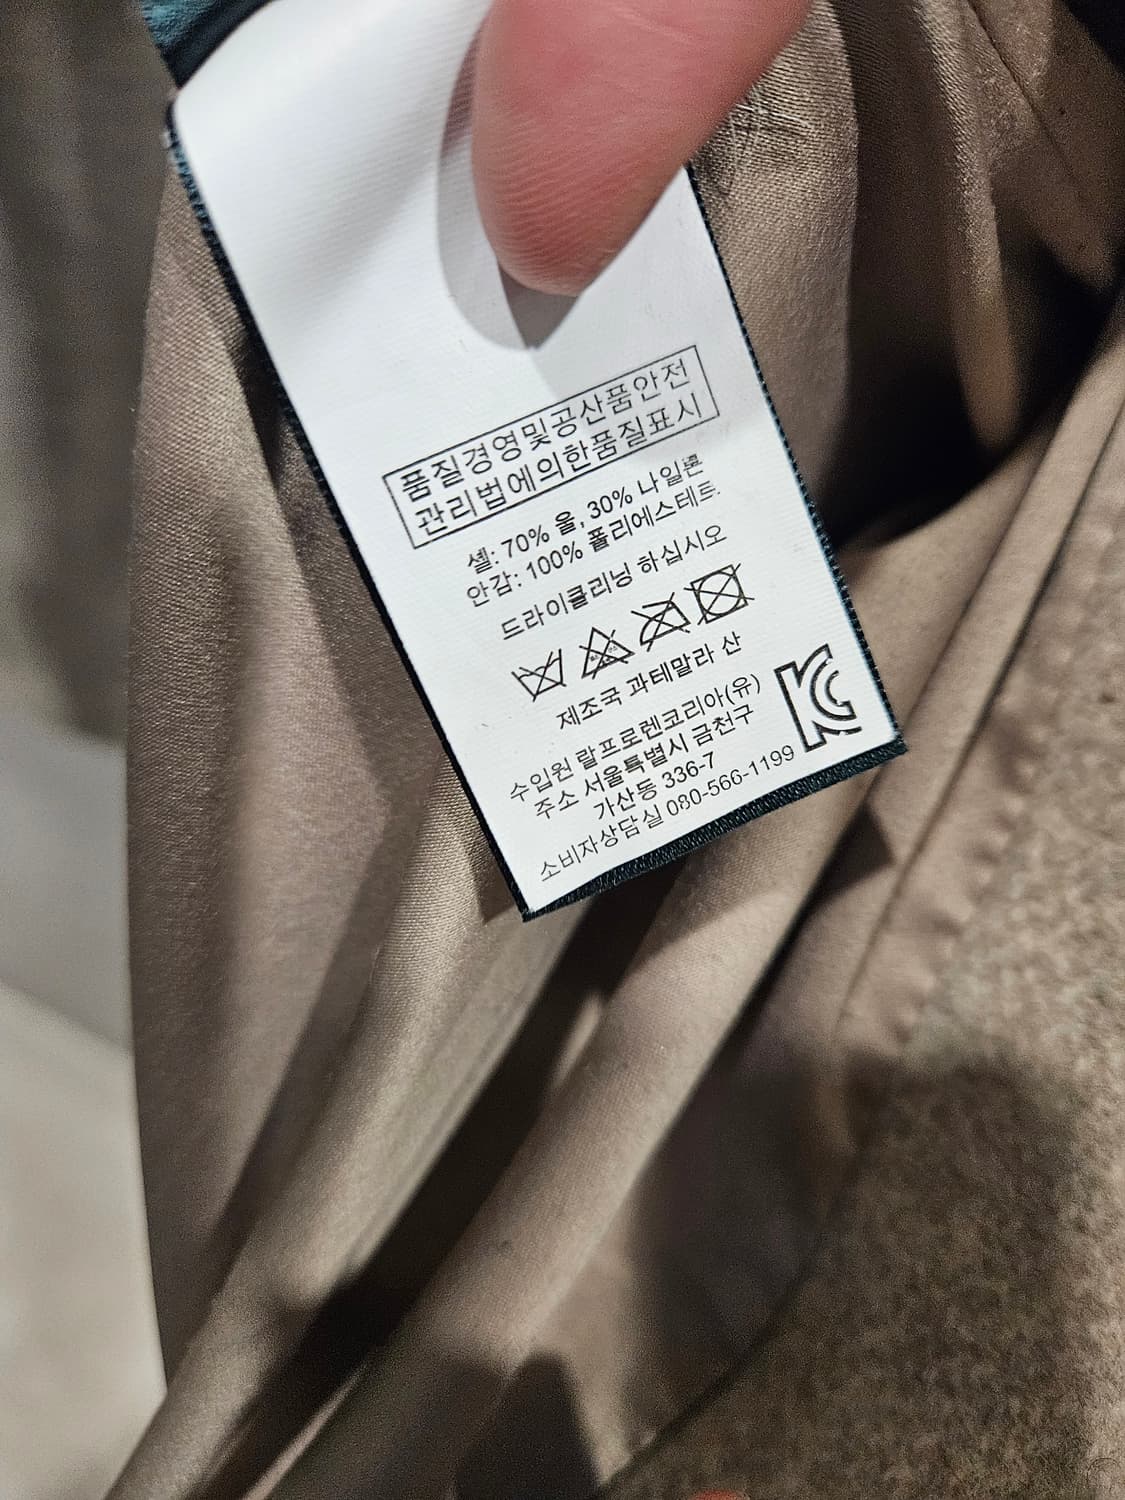 품질경영및공산품안전
관리법에의한품질표시
셸: 70% 울, 30% 나일론
안감: 100% 폴리에스테르
드라이클리닝 하십시오
제조국 과테말라 산
수입원 랄프로렌코리아(유)
주소 서울특별시 금천구
가산동 336-7
소비자상담실 080-566-1199